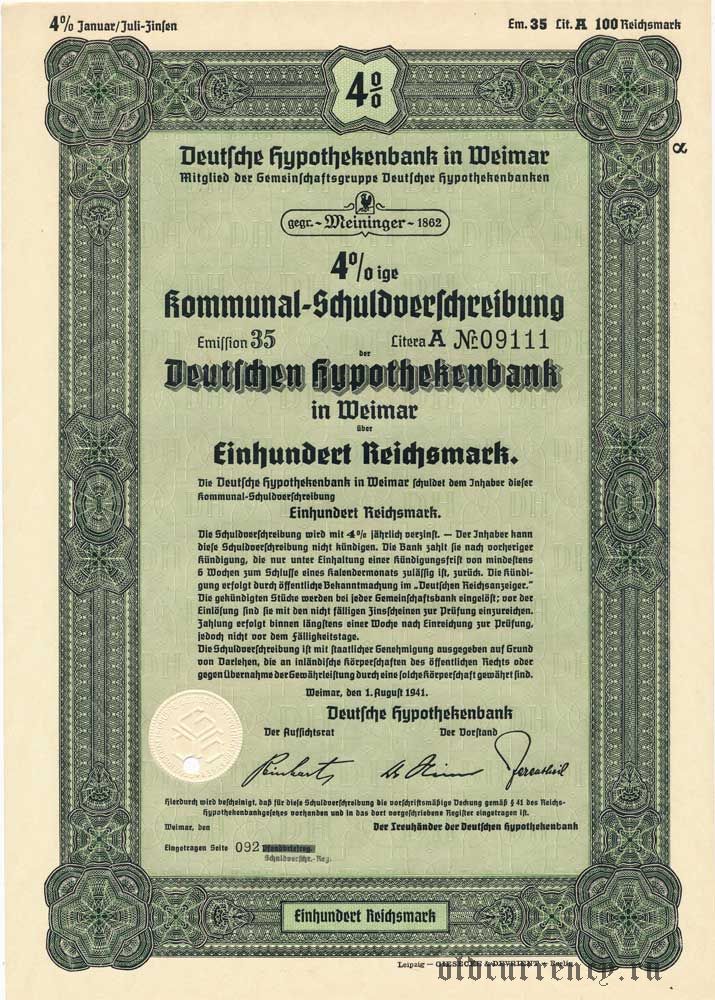 4% Januar/Juli-Zinsen
Em. 35 Lit. A 100 Reichsmark
4%
α
Deutsche Hypothekenbank in Weimar
Mitglied der Gemeinschaftsgruppe Deutscher Hypothekenbanken
gegr. ~ Meininger ~ 1862
4% ige
Kommunal-Schuldverschreibung
Emission 35 Litera A Nr. 09111
der
Deutschen Hypothekenbank
in Weimar
über
Einhundert Reichsmark.
Die Deutsche Hypothekenbank in Weimar schuldet dem Inhaber dieser
Kommunal-Schuldverschreibung
Einhundert Reichsmark.
Die Schuldverschreibung wird mit 4% jährlich verzinst. — Der Inhaber kann
diese Schuldverschreibung nicht kündigen. Die Bank zahlt sie nach vorheriger
Kündigung, die nur unter Einhaltung einer Kündigungsfrist von mindestens
6 Wochen zum Schlusse eines Kalendermonats zulässig ist, zurück. Die Kündi-
gung erfolgt durch öffentliche Bekanntmachung im „Deutschen Reichsanzeiger."
Die gekündigten Stücke werden bei jeder Gemeinschaftsbank eingelöst; vor der
Einlösung sind sie mit den nicht fälligen Zinsscheinen zur Prüfung einzureichen.
Zahlung erfolgt binnen längstens einer Woche nach Einreichung zur Prüfung,
jedoch nicht vor dem Fälligkeitstage.
Die Schuldverschreibung ist mit staatlicher Genehmigung ausgegeben auf Grund
von Darlehen, die an inländische Körperschaften des öffentlichen Rechts oder
gegen Übernahme der Gewährleistung durch eine solche Körperschaft gewährt sind.
Weimar, den 1. August 1941.
Deutsche Hypothekenbank
Der Aufsichtsrat Der Vorstand
Hierdurch wird bescheinigt, daß für diese Schuldverschreibung die vorschriftsmäßige Deckung gemäß § 41 des Reichs-
Hypothekenbankgesetzes vorhanden und in das dort vorgeschriebene Register eingetragen ist.
Weimar, den Der Treuhänder der Deutschen Hypothekenbank
Eingetragen Seite 092 Pfandbriefreg.
Schuldverschr.-Reg.
Einhundert Reichsmark
Leipzig — GIESECKE & DEVRIENT — Berlin
oldcurrency.ru